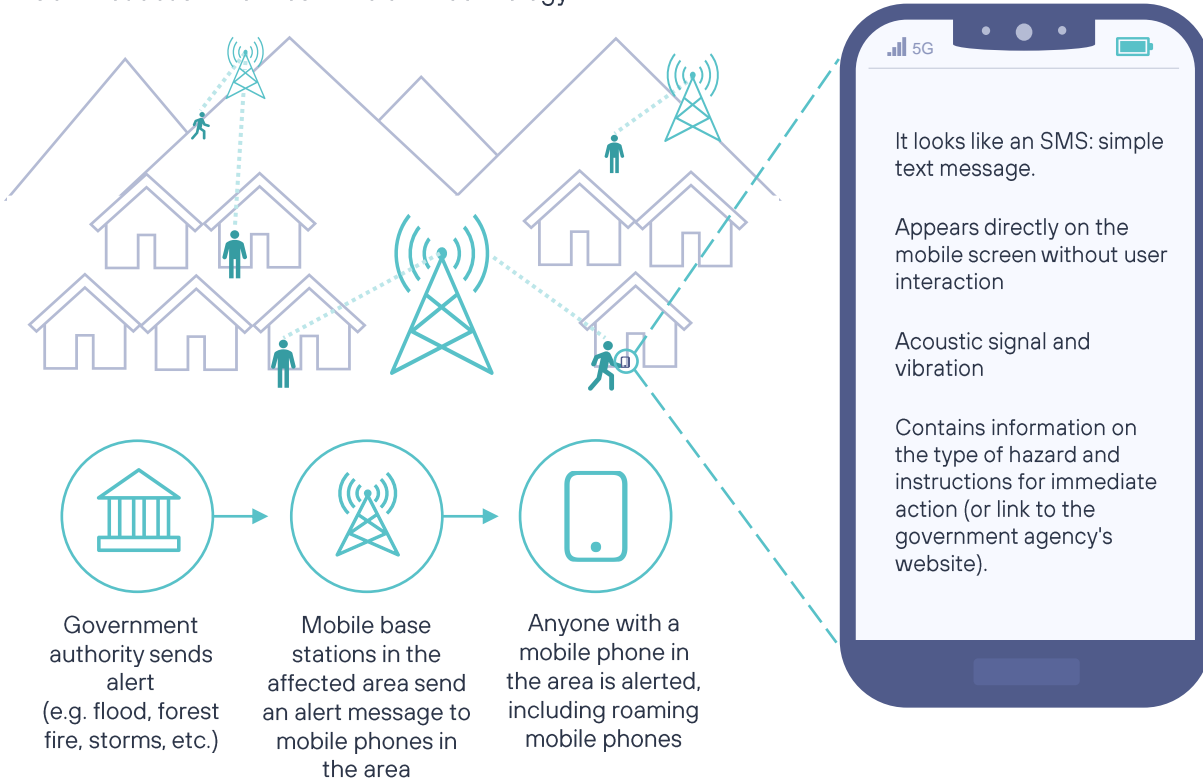 5G
It looks like an SMS: simple
text message.
Appears directly on the
mobile screen without user
interaction
Acoustic signal and
vibration
Contains information on
the type of hazard and
instructions for immediate
action (or link to the
government agency's
website).
Government
authority sends
alert
(e.g. flood, forest
fire, storms, etc.)
Mobile base
stations in the
affected area send
an alert message to
mobile phones in
the area
Anyone with a
mobile phone in
the area is alerted,
including roaming
mobile phones